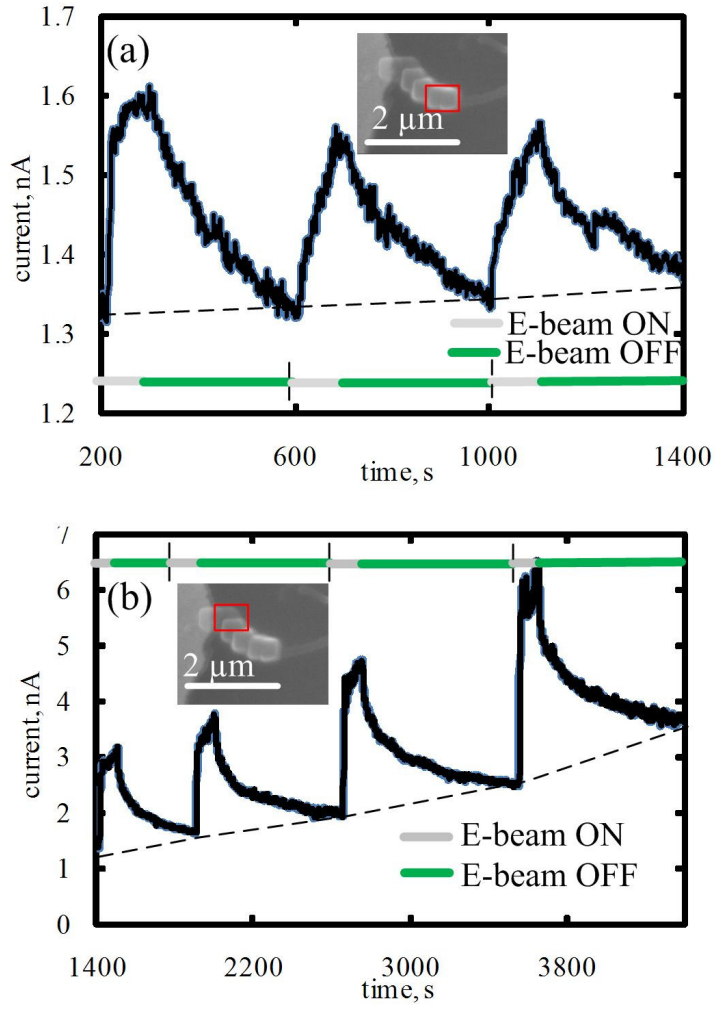 1.7
(a)
1.6
2 µm
1.5
current, nA
1.4
1.3
E-beam ON
E-beam OFF
1.2
200 600 1000 1400
time, s
7
(b)
6
5
2 µm
4
current, nA
3
2
E-beam ON
1
E-beam OFF
0
1400 2200 3000 3800
time, s